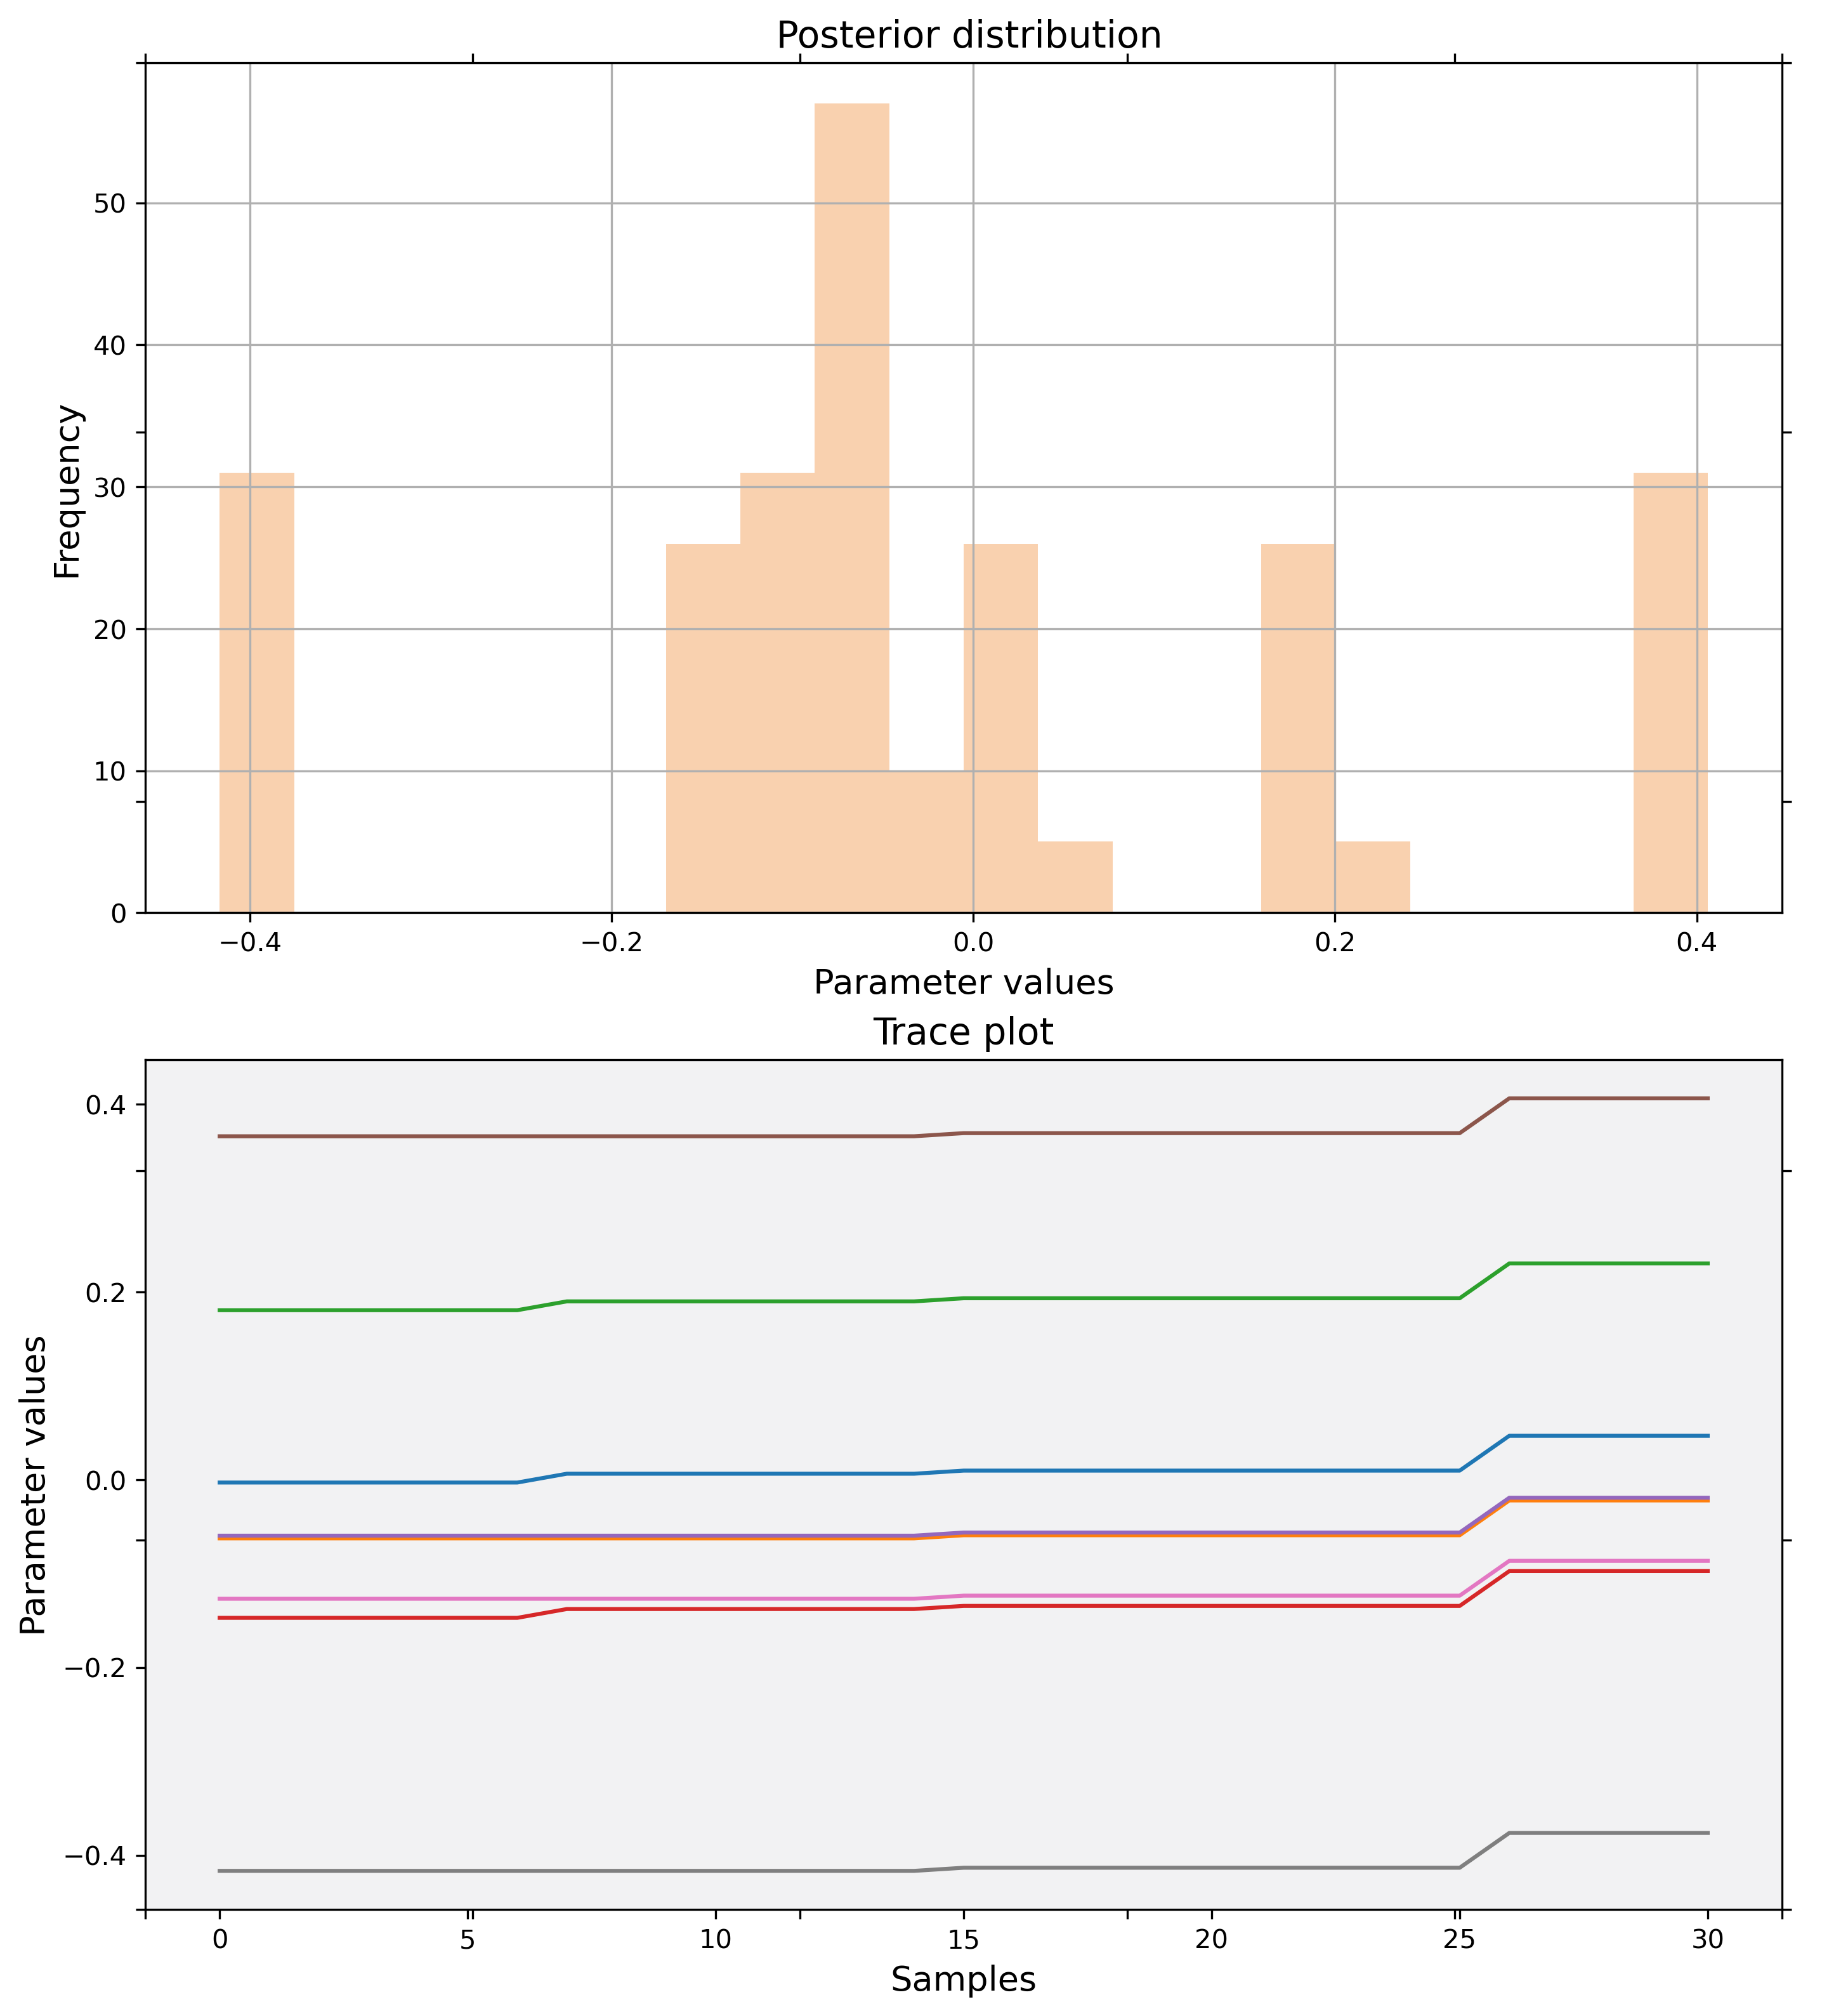 Posterior distribution
Frequency
50
40
30
20
10
0
−0.4 −0.2 0.0 0.2 0.4
Parameter values
Trace plot
Parameter values
0.4
0.2
0.0
−0.2
−0.4
0 5 10 15 20 25 30
Samples